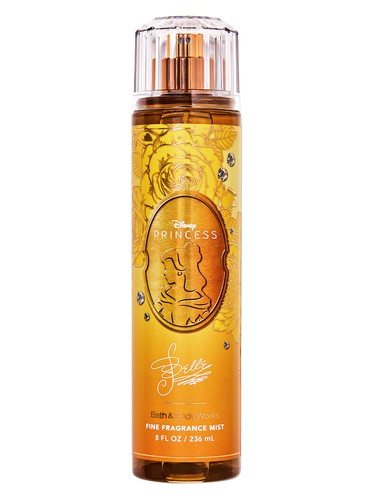 Disney
PRINCESS
Belle
Bath & Body Works
FINE FRAGRANCE MIST
8 FL OZ / 236 mL